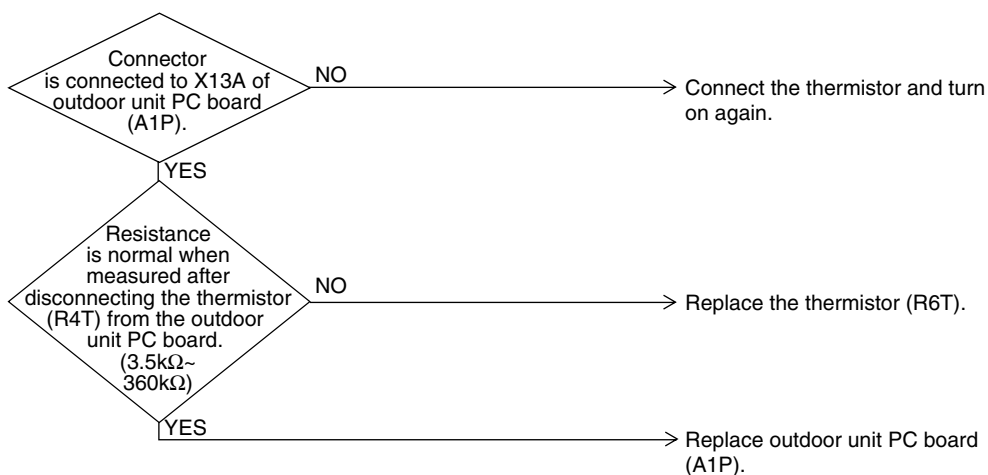 Connector
is connected to X13A of
outdoor unit PC board
(A1P).
NO
Connect the thermistor and turn
on again.
YES
Resistance
is normal when
measured after
disconnecting the thermistor
(R4T) from the outdoor
unit PC board.
(3.5kΩ~
360kΩ)
NO
Replace the thermistor (R6T).
YES
Replace outdoor unit PC board
(A1P).